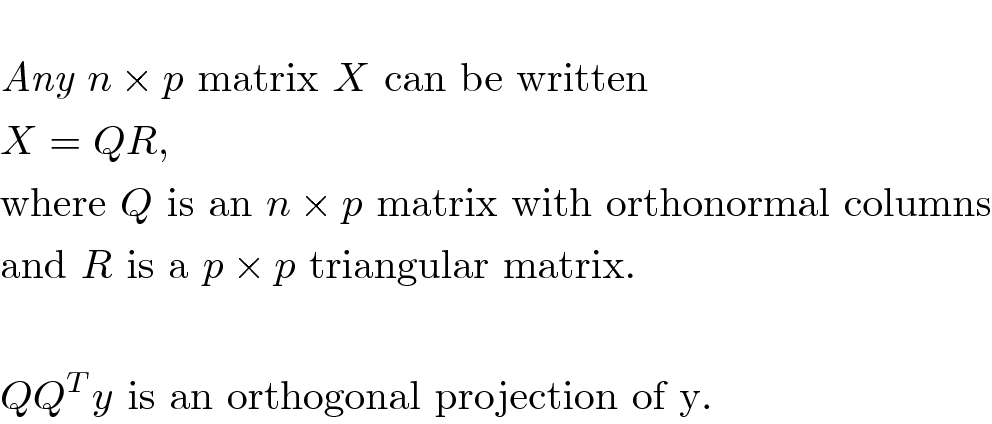 Any n × p matrix X can be written
X = QR,
where Q is an n × p matrix with orthonormal columns
and R is a p × p triangular matrix.
QQᵀy is an orthogonal projection of y.